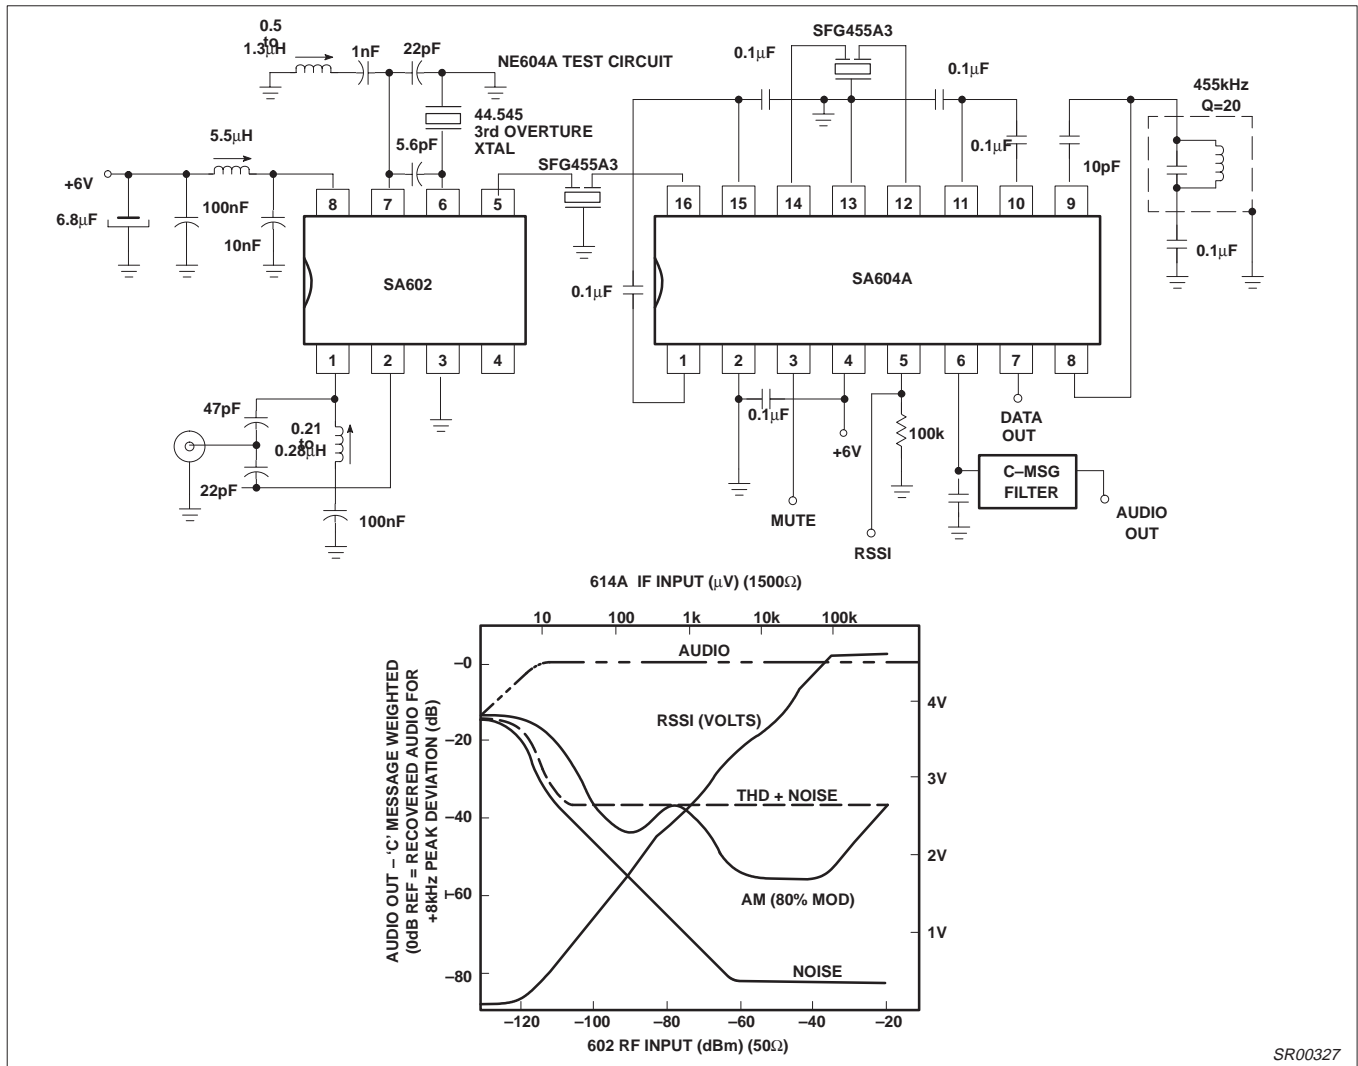 0.5
to
1.3µH
1nF
22pF
NE604A TEST CIRCUIT
44.545
3rd OVERTURE
XTAL
5.6pF
5.5µH
+6V
6.8µF
100nF
10nF
SFG455A3
0.1µF
SFG455A3
0.1µF
0.1µF
10pF
455kHz
Q=20
0.1µF
8
7
6
5
16
15
14
13
12
11
10
9
SA602
0.1µF
SA604A
1
2
3
4
1
2
3
4
5
6
7
8
47pF
0.21
to
0.28µH
22pF
100nF
0.1µF
+6V
100k
DATA
OUT
C–MSG
FILTER
MUTE
RSSI
AUDIO
OUT
614A IF INPUT (µV) (1500Ω)
10
100
1k
10k
100k
AUDIO OUT – ‘C’ MESSAGE WEIGHTED
(0dB REF = RECOVERED AUDIO FOR
+8kHz PEAK DEVIATION (dB)
–0
–20
–40
–60
–80
AUDIO
RSSI (VOLTS)
THD + NOISE
AM (80% MOD)
NOISE
4V
3V
2V
1V
–120
–100
–80
–60
–40
–20
602 RF INPUT (dBm) (50Ω)
SR00327